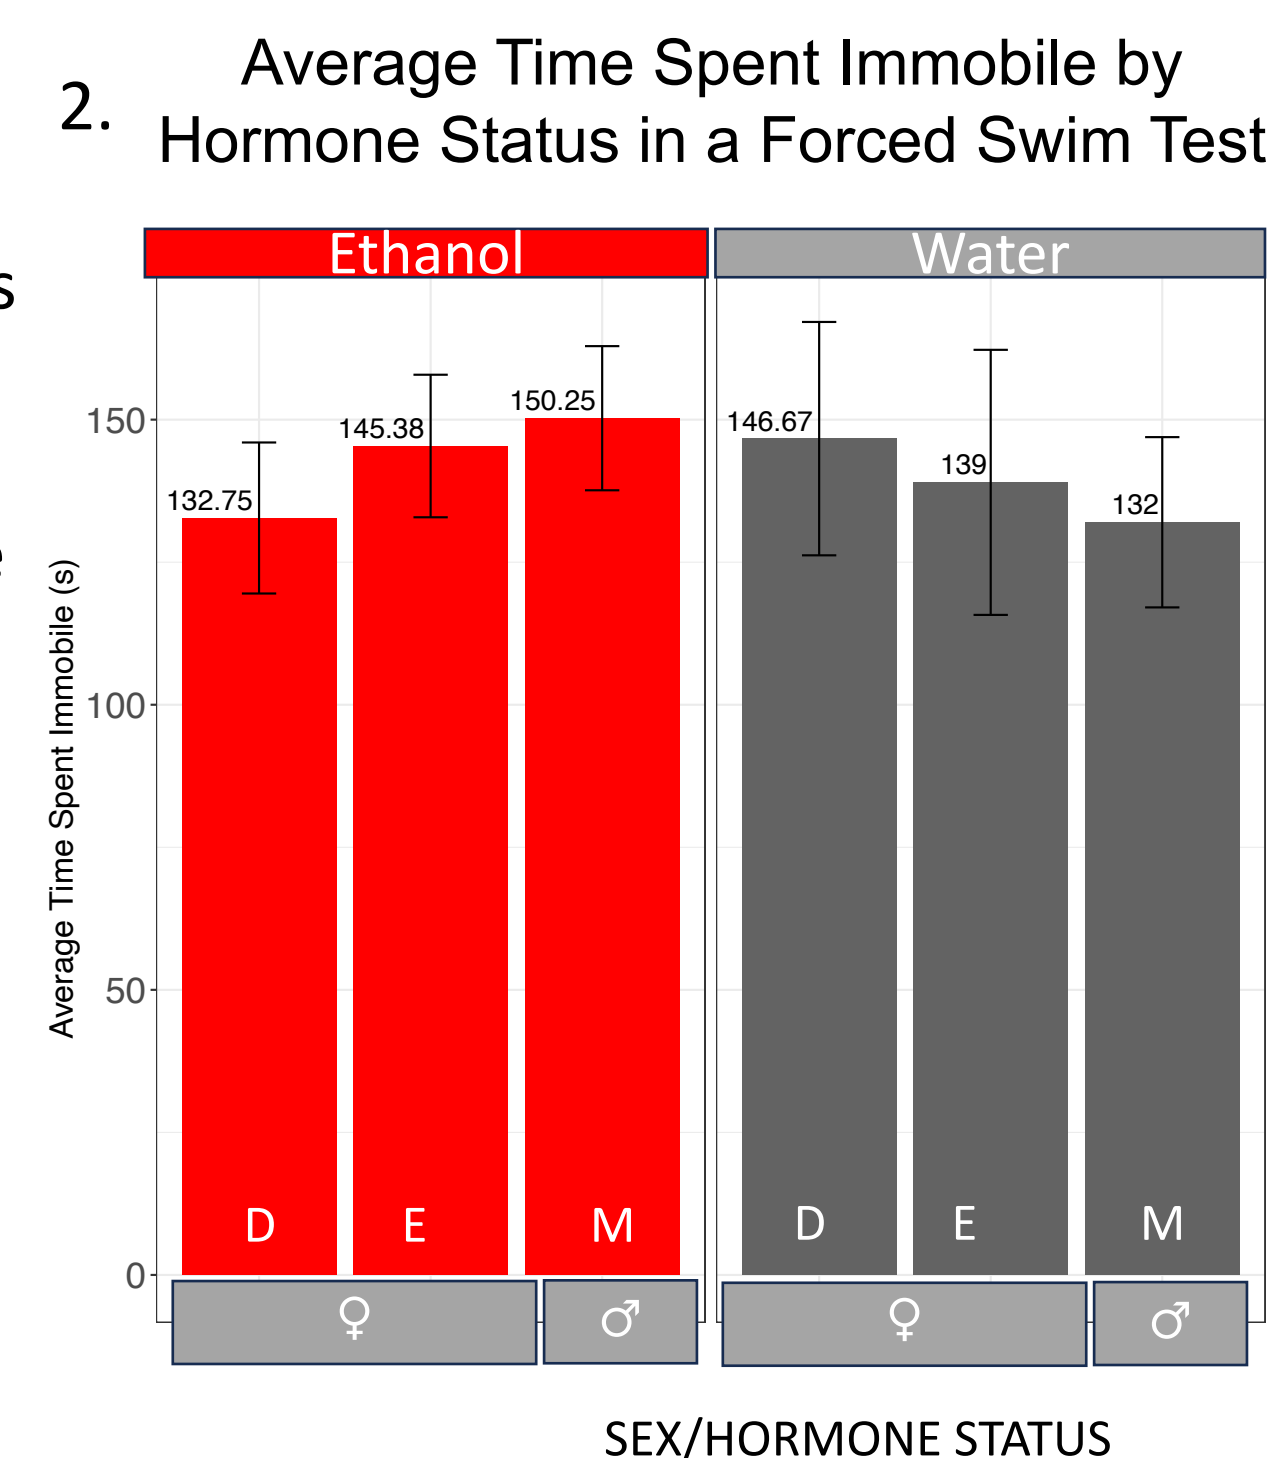 2.
Average Time Spent Immobile by
Hormone Status in a Forced Swim Test
s
e
Ethanol
Water
Average Time Spent Immobile (s)
150
100
50
0
132.75
145.38
150.25
146.67
139
132
D E M
D E M
♀ ♂
♀ ♂
SEX/HORMONE STATUS